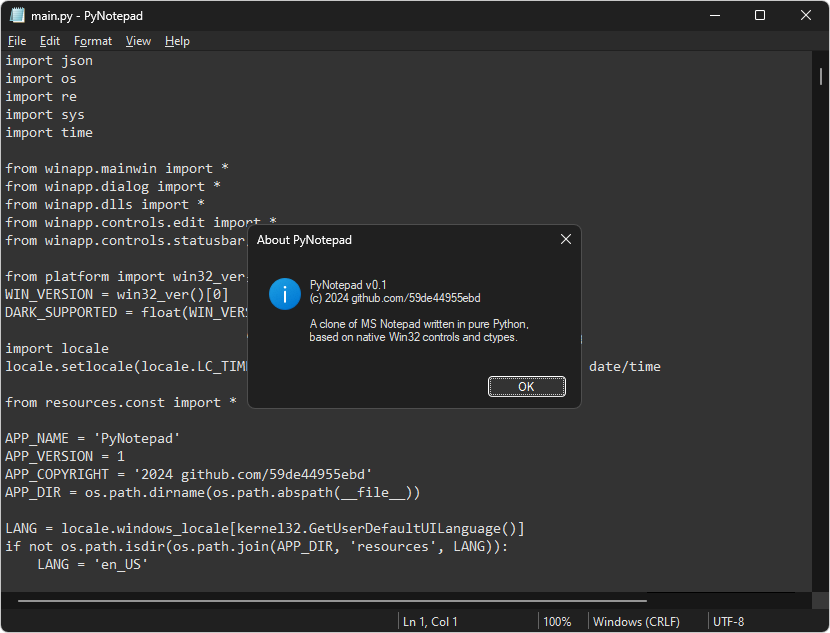 main.py - PyNotepad
File Edit Format View Help
import json
import os
import re
import sys
import time
from winapp.mainwin import *
from winapp.dialog import *
from winapp.dlls import *
from winapp.controls.edit import *
from winapp.controls.statusbar
from platform import win32_ver
WIN_VERSION = win32_ver()[0]
DARK_SUPPORTED = float(WIN_VERS
import locale
locale.setlocale(locale.LC_TIM
date/time
from resources.const import *
APP_NAME = 'PyNotepad'
APP_VERSION = 1
APP_COPYRIGHT = '2024 github.com/59de44955ebd'
APP_DIR = os.path.dirname(os.path.abspath(__file__))
LANG = locale.windows_locale[kernel32.GetUserDefaultUILanguage()]
if not os.path.isdir(os.path.join(APP_DIR, 'resources', LANG)):
LANG = 'en_US'
About PyNotepad
PyNotepad v0.1
(c) 2024 github.com/59de44955ebd
A clone of MS Notepad written in pure Python,
based on native Win32 controls and ctypes.
OK
Ln 1, Col 1
100%
Windows (CRLF)
UTF-8